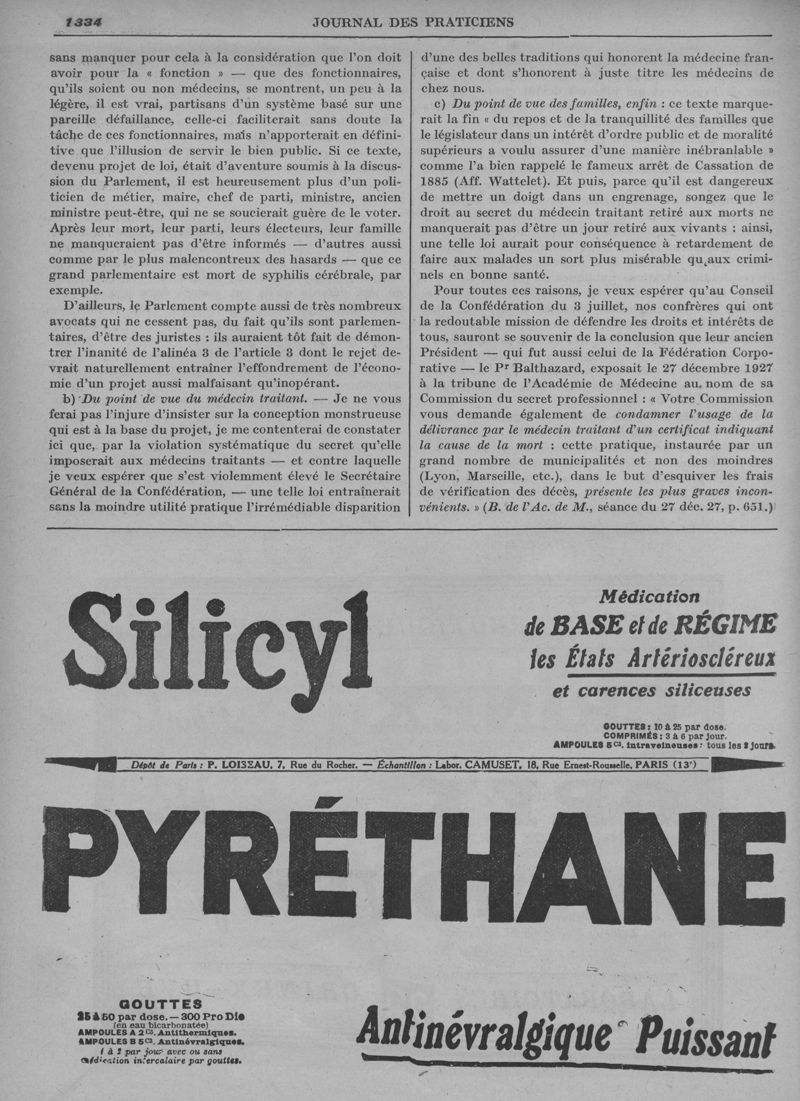 1334
JOURNAL DES PRATICIENS
sans manquer pour cela à la considération que l'on doit
avoir pour la « fonction » — que des fonctionnaires,
qu'ils soient ou non médecins, se montrent, un peu à la
légère, il est vrai, partisans d'un système basé sur une
pareille défaillance, celle-ci faciliterait sans doute la
tâche de ces fonctionnaires, maïs n'apporterait en défini-
tive que l'illusion de servir le bien public. Si ce texte,
devenu projet de loi, était d'aventure soumis à la discus-
sion du Parlement, il est heureusement plus d'un poli-
ticien de métier, maire, chef de parti, ministre, ancien
ministre peut-être, qui ne se soucierait guère de le voter.
Après leur mort, leur parti, leurs électeurs, leur famille
ne manqueraient pas d'être informés — d'autres aussi
comme par le plus malencontreux des hasards — que ce
grand parlementaire est mort de syphilis cérébrale, par
exemple.
D'ailleurs, le Parlement compte aussi de très nombreux
avocats qui ne cessent pas, du fait qu'ils sont parlemen-
taires, d'être des juristes : ils auraient tôt fait de démon-
trer l'inanité de l'alinéa 3 de l'article 3 dont le rejet de-
vrait naturellement entraîner l'effondrement de l'écono-
mie d'un projet aussi malfaisant qu'inopérant.
b) Du point de vue du médecin traitant. — Je ne vous
ferai pas l'injure d'insister sur la conception monstrueuse
qui est à la base du projet, je me contenterai de constater
ici que, par la violation systématique du secret qu'elle
imposerait aux médecins traitants — et contre laquelle
je veux espérer que s'est violemment élevé le Secrétaire
Général de la Confédération, — une telle loi entraînerait
sans la moindre utilité pratique l'irrémédiable disparition
d'une des belles traditions qui honorent la médecine fran-
çaise et dont s'honorent à juste titre les médecins de
chez nous.
c) Du point de vue des familles, enfin : ce texte marque-
rait la fin « du repos et de la tranquillité des familles que
le législateur dans un intérêt d'ordre public et de moralité
supérieurs a voulu assurer d'une manière inébranlable »
comme l'a bien rappelé le fameux arrêt de Cassation de
1885 (Aff. Wattelet). Et puis, parce qu'il est dangereux
de mettre un doigt dans un engrenage, songez que le
droit au secret du médecin traitant retiré aux morts ne
manquerait pas d'être un jour retiré aux vivants : ainsi,
une telle loi aurait pour conséquence à retardement de
faire aux malades un sort plus misérable qu'aux crimi-
nels en bonne santé.
Pour toutes ces raisons, je veux espérer qu'au Conseil
de la Confédération du 3 juillet, nos confrères qui ont
la redoutable mission de défendre les droits et intérêts de
tous, sauront se souvenir de la conclusion que leur ancien
Président — qui fut aussi celui de la Fédération Corpo-
rative — le Pr Balthazard, exposait le 27 décembre 1927
à la tribune de l'Académie de Médecine au nom de sa
Commission du secret professionnel : « Votre Commission
vous demande également de condamner l'usage de la
délivrance par le médecin traitant d'un certificat indiquant
la cause de la mort : cette pratique, instaurée par un
grand nombre de municipalités et non des moindres
(Lyon, Marseille, etc.), dans le but d'esquiver les frais
de vérification des décès, présente les plus graves incon-
vénients. » (B. de l'Ac. de M., séance du 27 déc. 27, p. 651.)
Silicyl
Médication
de BASE et de RÉGIME
les États Artérioscléreux
et carences siliceuses
GOUTTES : 10 à 25 par dose.
COMPRIMÉS : 3 à 6 par jour.
AMPOULES 5cs. intraveineuses : tous les 2 jours.
Dépôt de Paris : P. LOISEAU, 7, Rue du Rocher. — Échantillon : Labor. CAMUSET, 18, Rue Ernest-Rousselle, PARIS (13e)
PYRÉTHANE
GOUTTES
25 à 50 par dose. — 300 Pro Die
(en eau bicarbonatée)
AMPOULES A 2cs. Antithermiques.
AMPOULES B 5cs. Antinévralgiques.
1 à 2 par jour avec ou sans
médication intercalaire par gouttes.
Antinévralgique Puissant